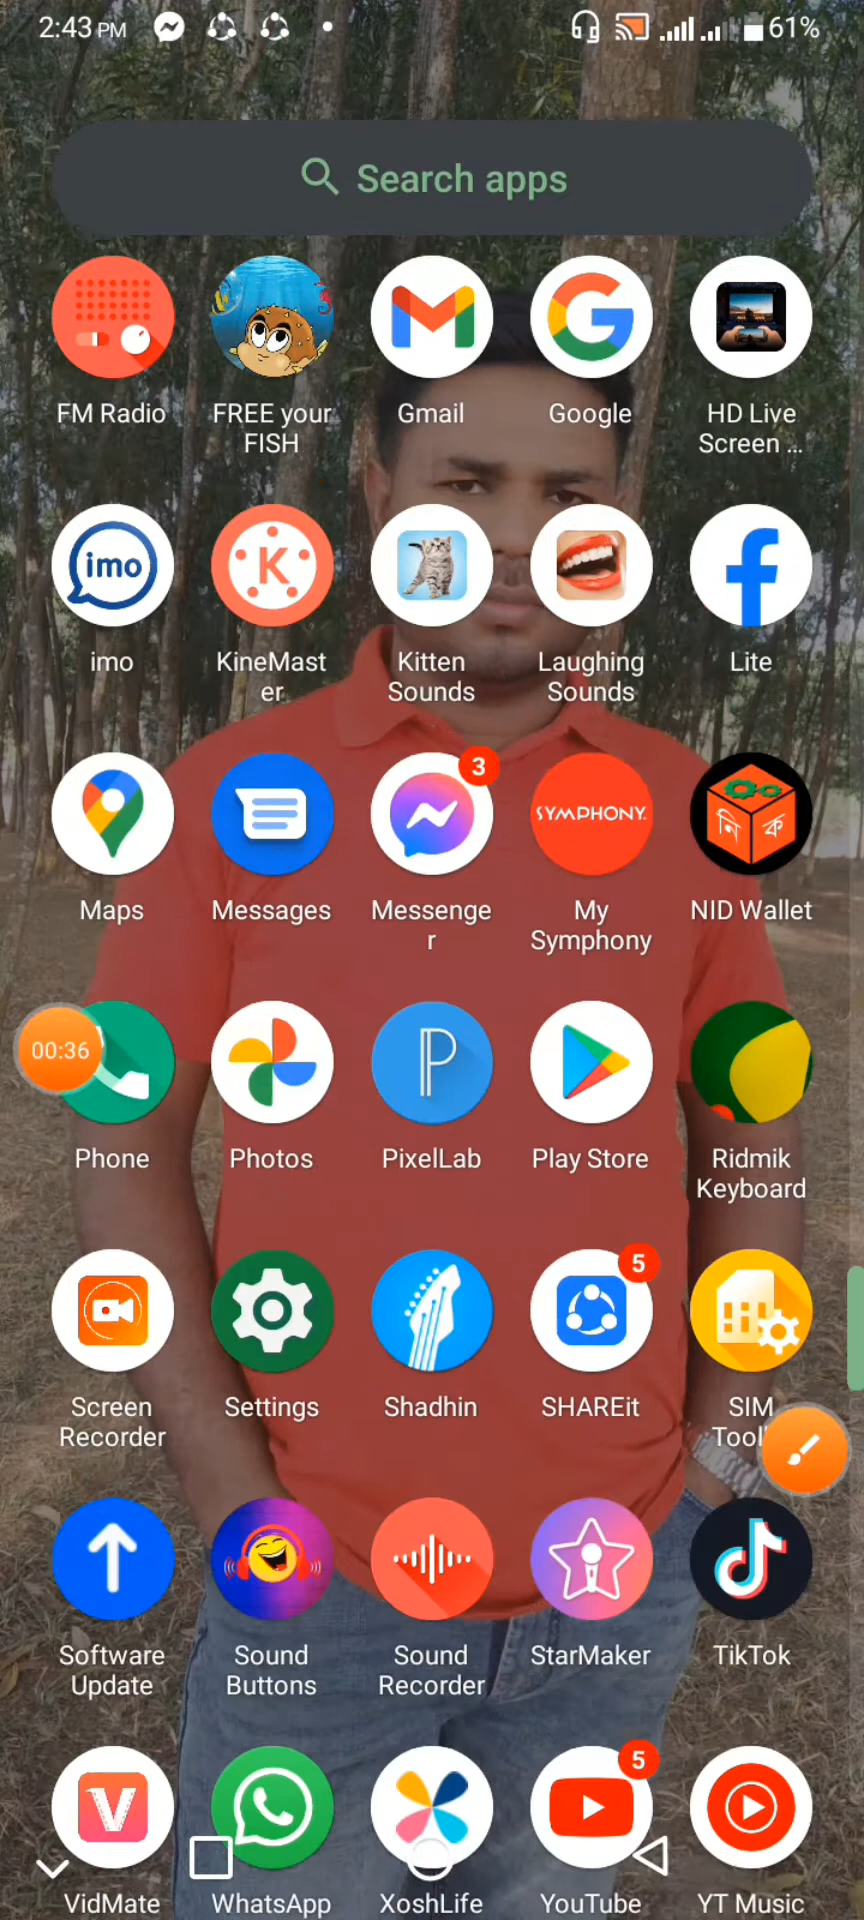 2:43 PM
61%
Search apps
FM Radio
FREE your
FISH
Gmail
Google
HD Live
Screen ...
imo
imo
K
KineMast
er
Kitten
Sounds
Laughing
Sounds
Lite
Maps
Messages
3
Messenge
r
SYMPHONY.
My
Symphony
নি
ক
NID Wallet
00:36
Phone
Photos
P
PixelLab
Play Store
Ridmik
Keyboard
Screen
Recorder
Settings
Shadhin
5
SHAREit
SIM
Tool
Software
Update
Sound
Buttons
Sound
Recorder
StarMaker
TikTok
V
VidMate
WhatsApp
XoshLife
5
YouTube
YT Music